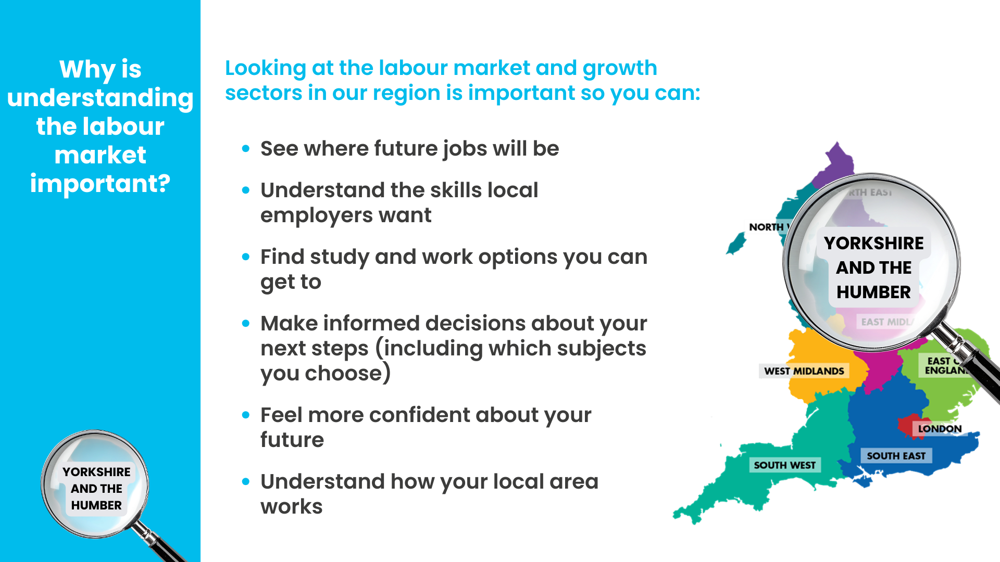 Why is
understanding
the labour
market
important?
Looking at the labour market and growth
sectors in our region is important so you can:
See where future jobs will be
Understand the skills local
employers want
Find study and work options you can
get to
Make informed decisions about your
next steps (including which subjects
you choose)
Feel more confident about your
future
Understand how your local area
works
YORKSHIRE
AND THE
HUMBER
EAST
NORTH
YORKSHIRE
AND THE
HUMBER
EAST
WEST MIDLANDS
EAST
LONDON
SOUTH EAST
SOUTH WEST